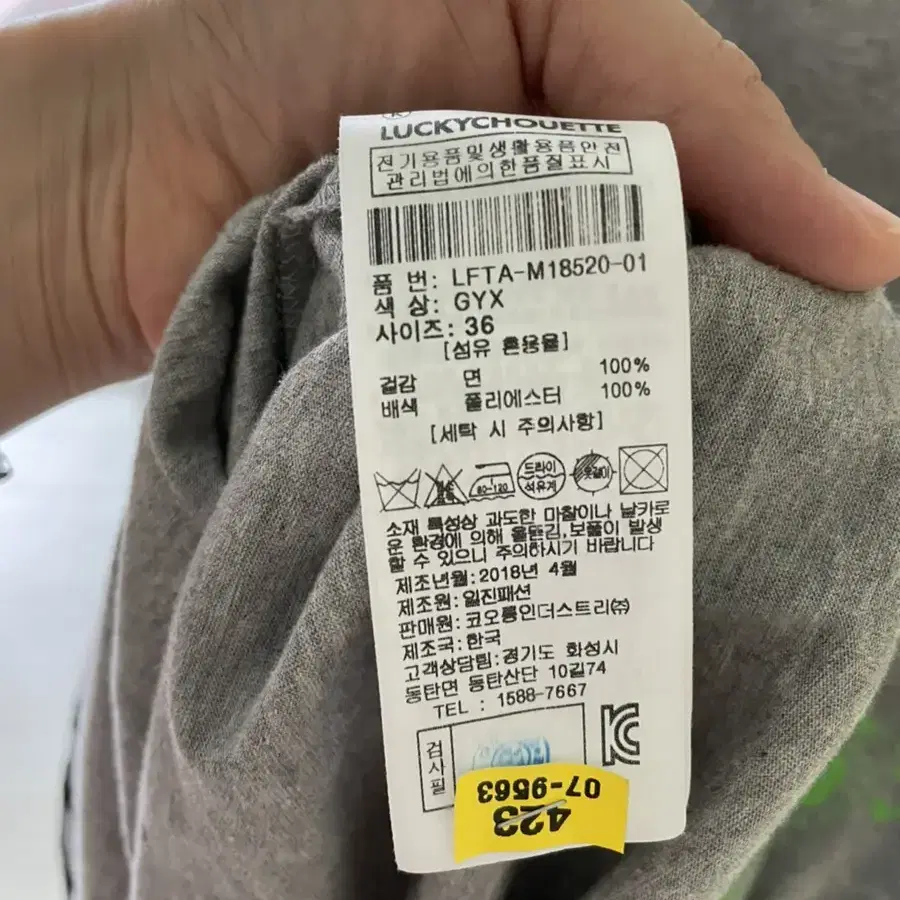 LUCKYCHOUETTE
전기용품및생활용품안전
관리법에의한품질표시
품 번: LFTA-M18520-01
색 상: GYX
사이즈: 36
[섬유 혼용율]
겉감 면 100%
배색 폴리에스터 100%
[세탁 시 주의사항]
80-120 드라이 석유계 옷걸이
소재 특성상 과도한 마찰이나 날카로
운 환경에 의해 올뜯김,보풀이 발생
할 수 있으니 주의하시기 바랍니다
제조년월:2018년 4월
제조원:일진패션
판매원:코오롱인더스트리㈜
제조국:한국
고객상담팀:경기도 화성시
동탄면 동탄산단 10길74
TEL : 1588-7667
검사필
07-9563
423